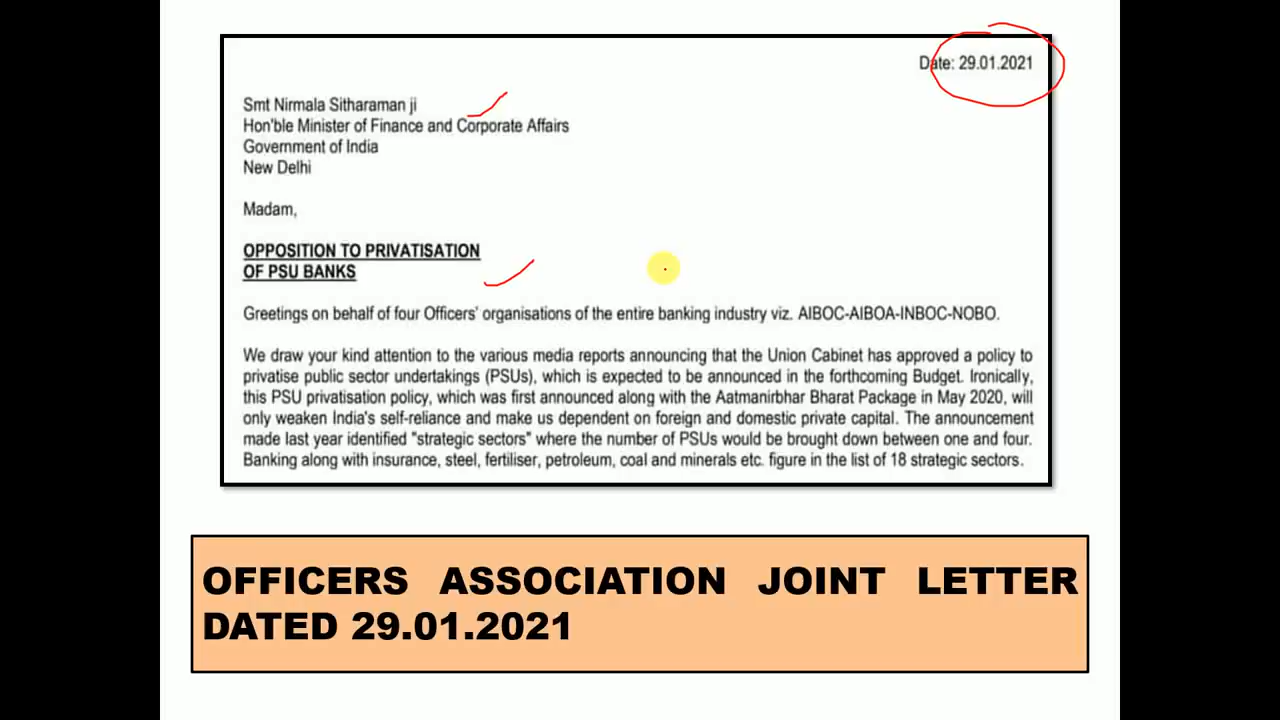 Date: 29.01.2021
Smt Nirmala Sitharaman ji
Hon'ble Minister of Finance and Corporate Affairs
Government of India
New Delhi
Madam,
OPPOSITION TO PRIVATISATION
OF PSU BANKS
Greetings on behalf of four Officers' organisations of the entire banking industry viz. AIBOC-AIBOA-INBOC-NOBO.
We draw your kind attention to the various media reports announcing that the Union Cabinet has approved a policy to
privatise public sector undertakings (PSUs), which is expected to be announced in the forthcoming Budget. Ironically,
this PSU privatisation policy, which was first announced along with the Aatmanirbhar Bharat Package in May 2020, will
only weaken India's self-reliance and make us dependent on foreign and domestic private capital. The announcement
made last year identified "strategic sectors" where the number of PSUs would be brought down between one and four.
Banking along with insurance, steel, fertiliser, petroleum, coal and minerals etc. figure in the list of 18 strategic sectors.
OFFICERS ASSOCIATION JOINT LETTER
DATED 29.01.2021